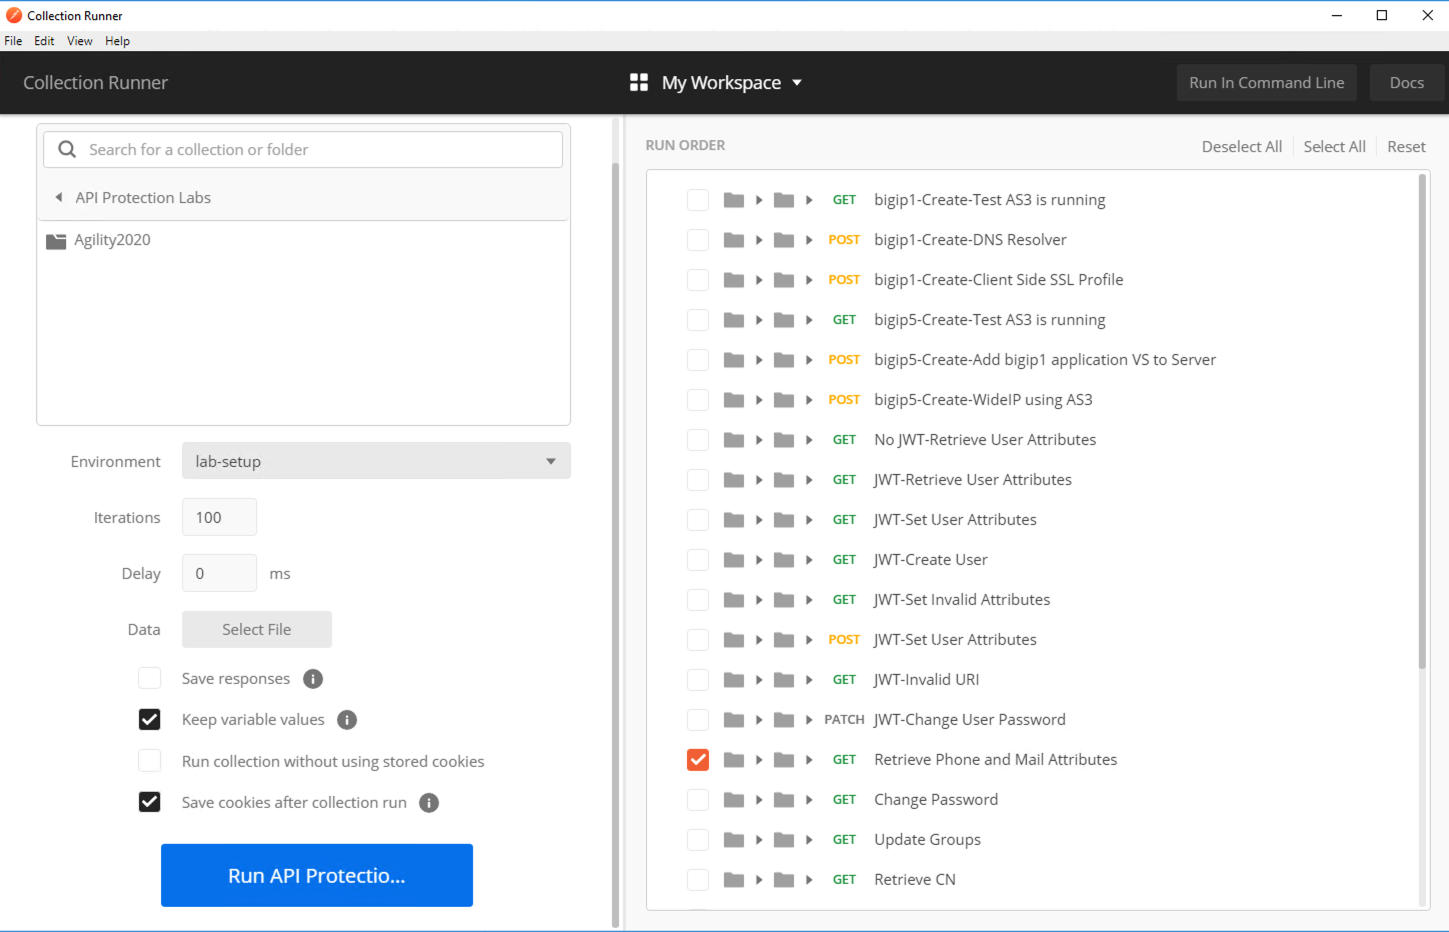 Collection Runner
File Edit View Help
Collection Runner
My Workspace
Run In Command Line
Docs
Search for a collection or folder
API Protection Labs
Agility2020
Environment
lab-setup
Iterations
100
Delay
0
ms
Data
Select File
Save responses
Keep variable values
Run collection without using stored cookies
Save cookies after collection run
Run API Protectio...
RUN ORDER
Deselect All
Select All
Reset
GET bigip1-Create-Test AS3 is running
POST bigip1-Create-DNS Resolver
POST bigip1-Create-Client Side SSL Profile
GET bigip5-Create-Test AS3 is running
POST bigip5-Create-Add bigip1 application VS to Server
POST bigip5-Create-WideIP using AS3
GET No JWT-Retrieve User Attributes
GET JWT-Retrieve User Attributes
GET JWT-Set User Attributes
GET JWT-Create User
GET JWT-Set Invalid Attributes
POST JWT-Set User Attributes
GET JWT-Invalid URI
PATCH JWT-Change User Password
GET Retrieve Phone and Mail Attributes
GET Change Password
GET Update Groups
GET Retrieve CN